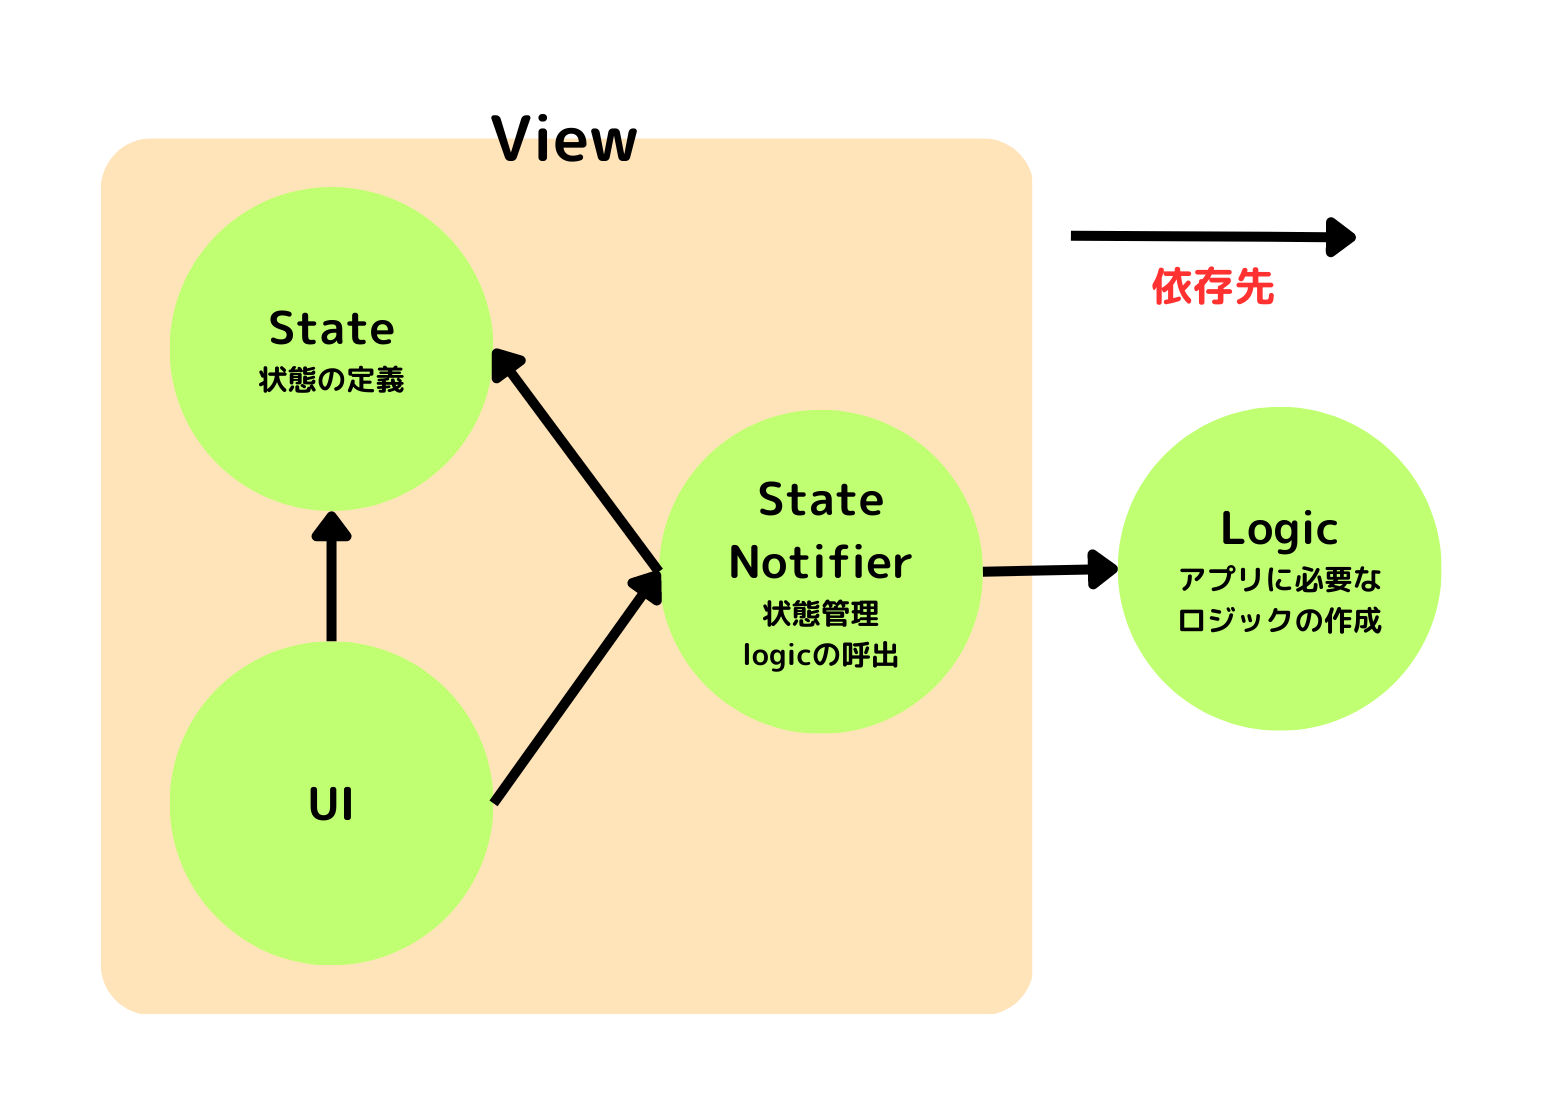 View
State
状態の定義
依存先
State
Notifier
状態管理
logicの呼出
Logic
アプリに必要な
ロジックの作成
UI